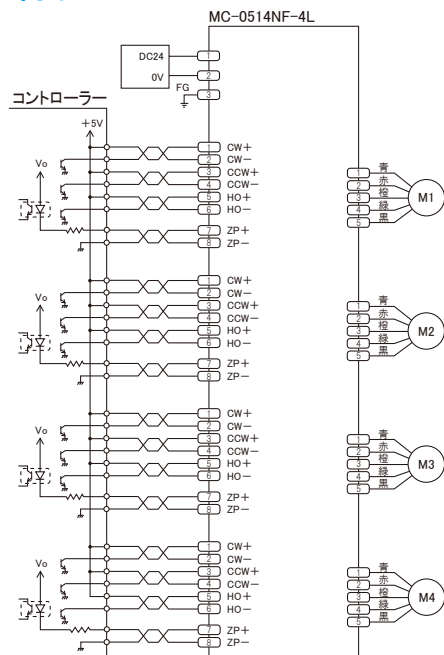 MC-0514NF-4L
DC24
0V
1
2
FG
3
コントローラー
+5V
Vo
1 CW+
2 CW-
3 CCW+
4 CCW-
5 HO+
6 HO-
7 ZP+
8 ZP-
1 青
2 赤
3 橙
4 緑
5 黒
M1
Vo
1 CW+
2 CW-
3 CCW+
4 CCW-
5 HO+
6 HO-
7 ZP+
8 ZP-
1 青
2 赤
3 橙
4 緑
5 黒
M2
Vo
1 CW+
2 CW-
3 CCW+
4 CCW-
5 HO+
6 HO-
7 ZP+
8 ZP-
1 青
2 赤
3 橙
4 緑
5 黒
M3
Vo
1 CW+
2 CW-
3 CCW+
4 CCW-
5 HO+
6 HO-
7 ZP+
8 ZP-
1 青
2 赤
3 橙
4 緑
5 黒
M4